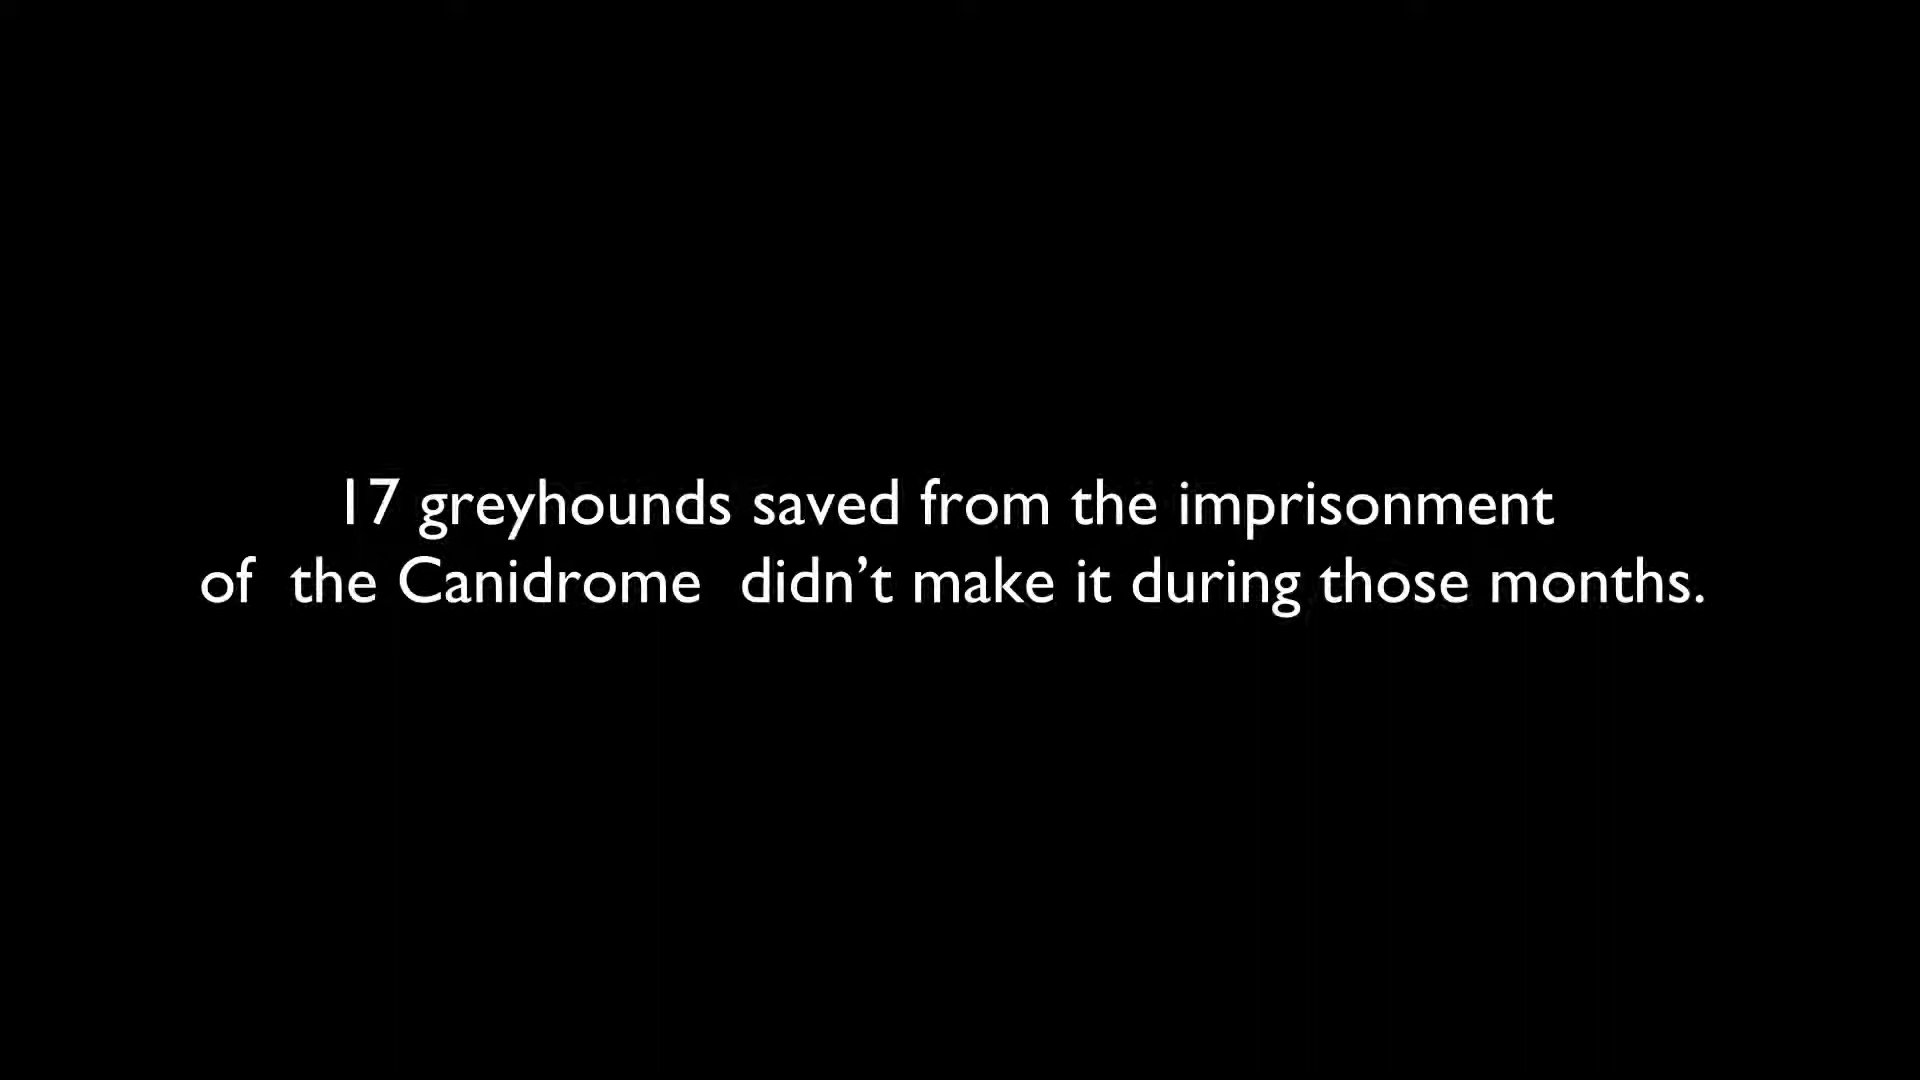 17 greyhounds saved from the imprisonment
of the Canidrome didn’t make it during those months.